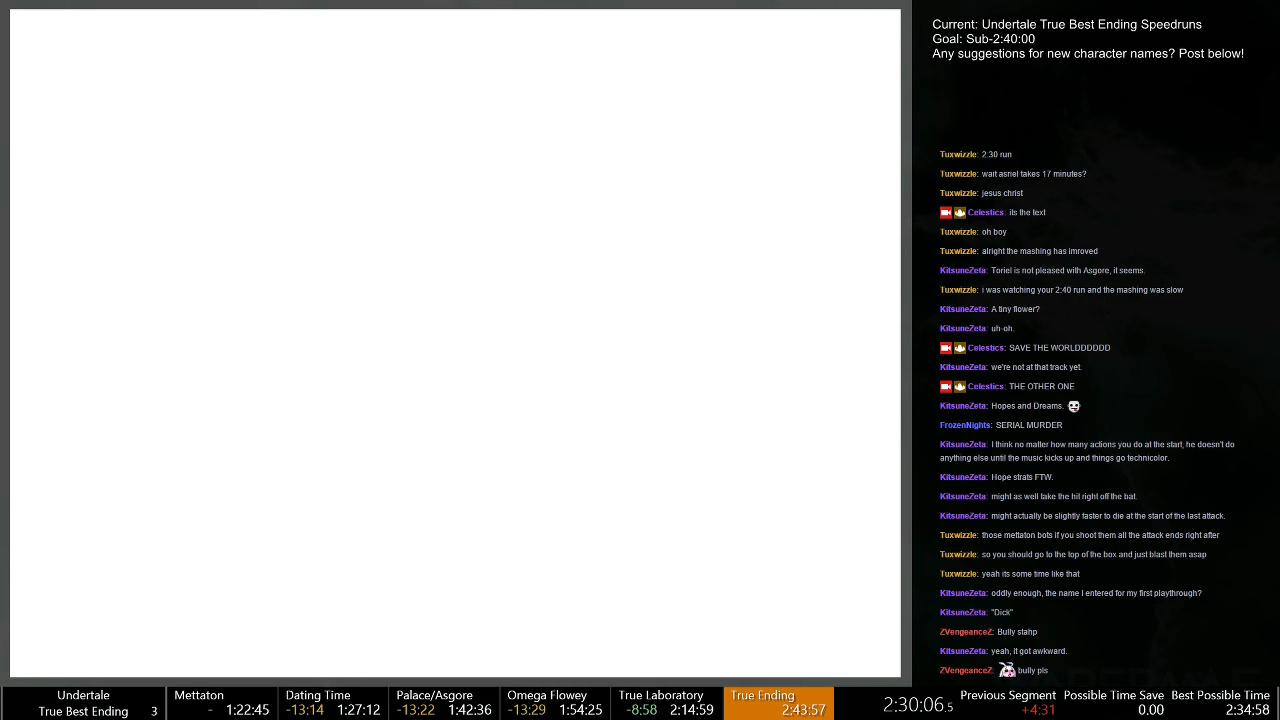 Current: Undertale True Best Ending Speedruns
Goal: Sub-2:40:00
Any suggestions for new character names? Post below!
Tuxwizzle: 2:30 run
Tuxwizzle: wait asriel takes 17 minutes?
Tuxwizzle: jesus christ
Celestics: its the text
Tuxwizzle: oh boy
Tuxwizzle: alright the mashing has imroved
KitsuneZeta: Toriel is not pleased with Asgore, it seems.
Tuxwizzle: i was watching your 2:40 run and the mashing was slow
KitsuneZeta: A tiny flower?
KitsuneZeta: uh-oh.
Celestics: SAVE THE WORLDDDDDD
KitsuneZeta: we're not at that track yet.
Celestics: THE OTHER ONE
KitsuneZeta: Hopes and Dreams.
FrozenNights: SERIAL MURDER
KitsuneZeta: I think no matter how many actions you do at the start, he doesn't do
anything else until the music kicks up and things go technicolor.
KitsuneZeta: Hope strats FTW.
KitsuneZeta: might as well take the hit right off the bat.
KitsuneZeta: might actually be slightly faster to die at the start of the last attack.
Tuxwizzle: those mettaton bots if you shoot them all the attack ends right after
Tuxwizzle: so you should go to the top of the box and just blast them asap
Tuxwizzle: yeah its some time like that
KitsuneZeta: oddly enough, the name I entered for my first playthrough?
KitsuneZeta: "Dick"
ZVengeanceZ: Bully stahp
KitsuneZeta: yeah, it got awkward.
ZVengeanceZ: bully pls
Undertale
True Best Ending 3
Mettaton
- 1:22:45
Dating Time
-13:14 1:27:12
Palace/Asgore
-13:22 1:42:36
Omega Flowey
-13:29 1:54:25
True Laboratory
-8:58 2:14:59
True Ending
2:43:57
2:30:06.5
Previous Segment
+4:31
Possible Time Save
0.00
Best Possible Time
2:34:58